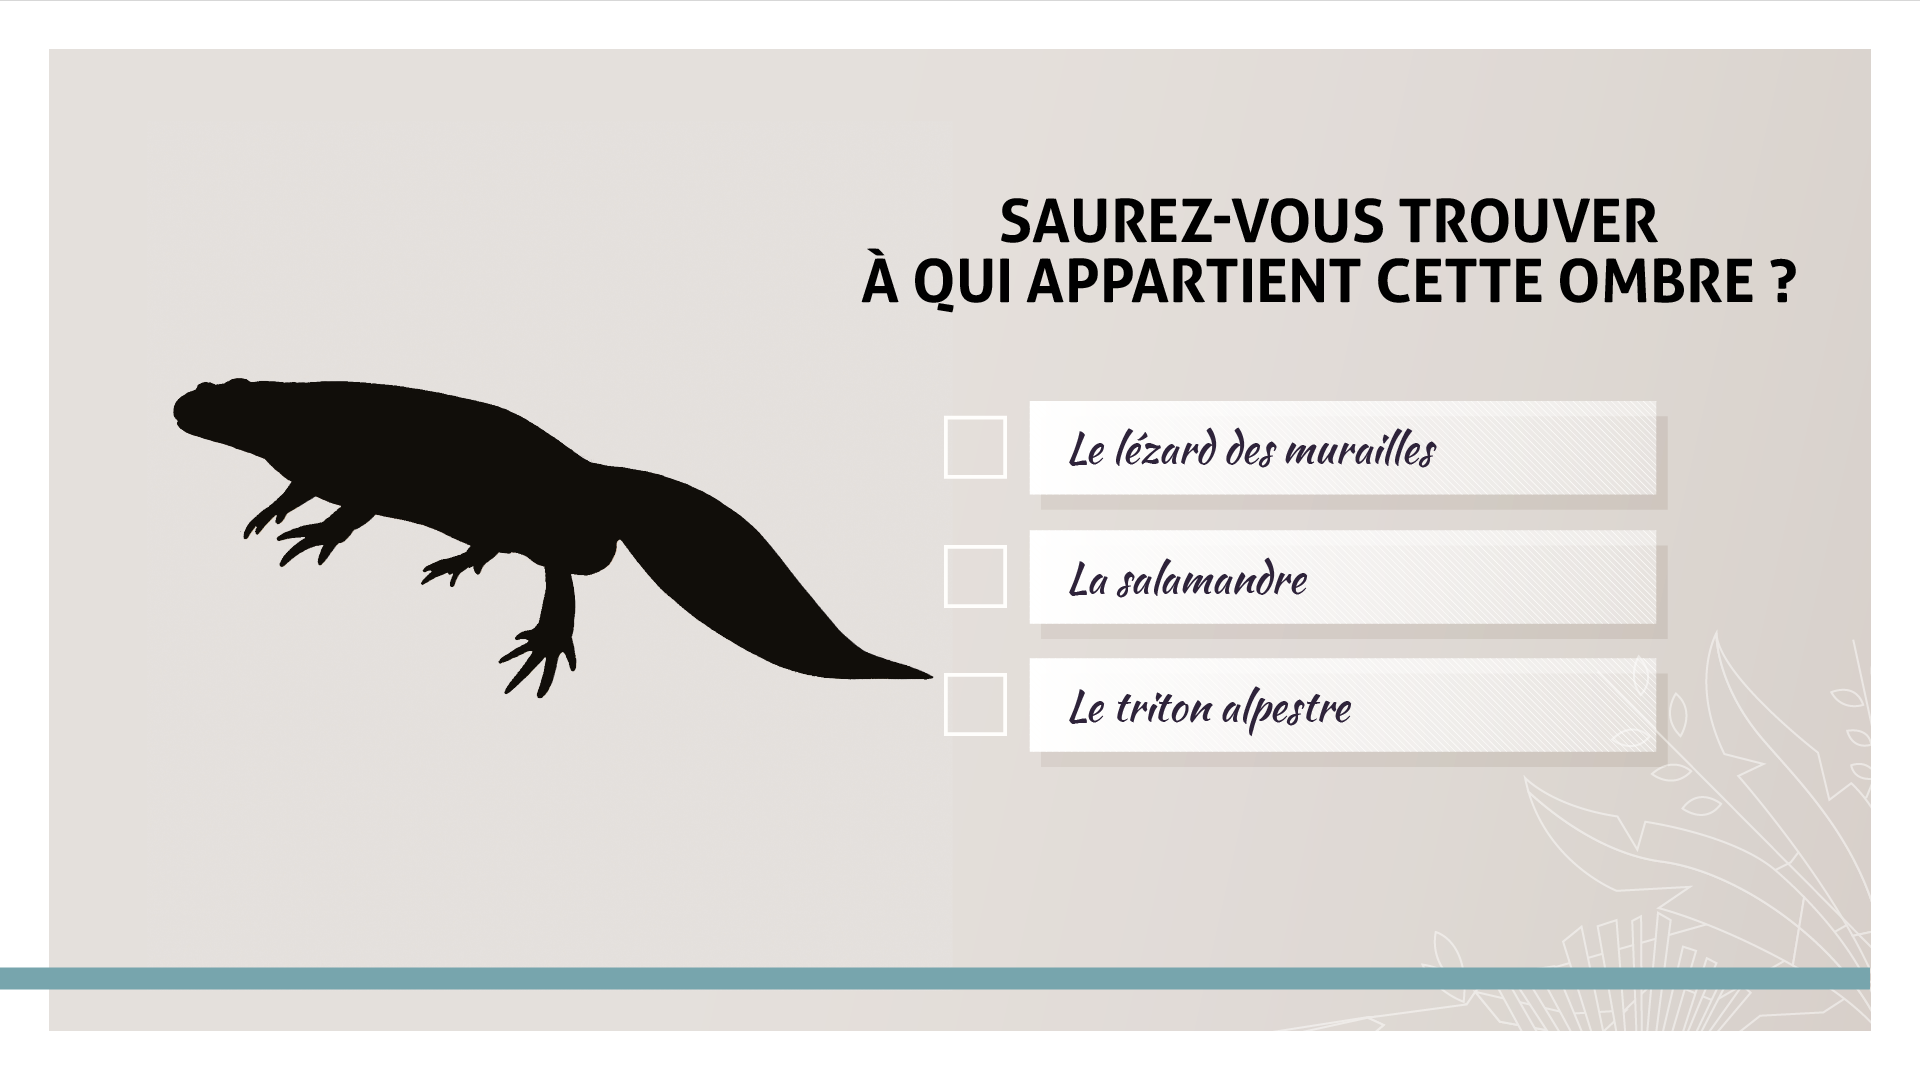 SAUREZ-VOUS TROUVER
À QUI APPARTIENT CETTE OMBRE ?
Le lézard des murailles
La salamandre
Le triton alpestre